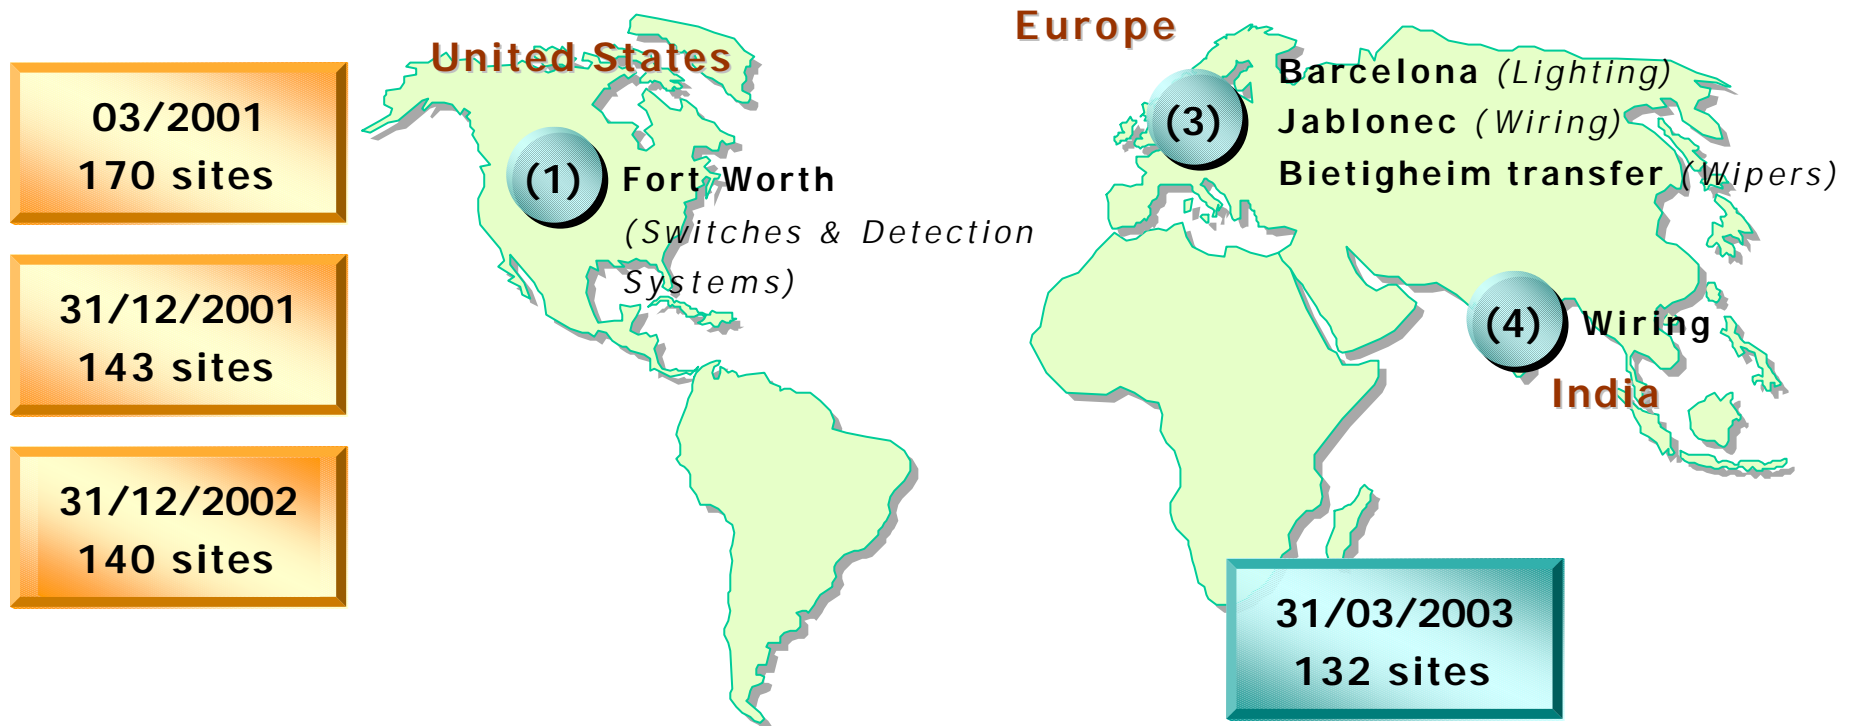 03/2001
170 sites
31/12/2001
143 sites
31/12/2002
140 sites
United States
(1) Fort Worth
(Switches & Detection
Systems)
Europe
(3)
Barcelona (Lighting)
Jablonec (Wiring)
Bietigheim transfer (Wipers)
(4) Wiring
India
31/03/2003
132 sites